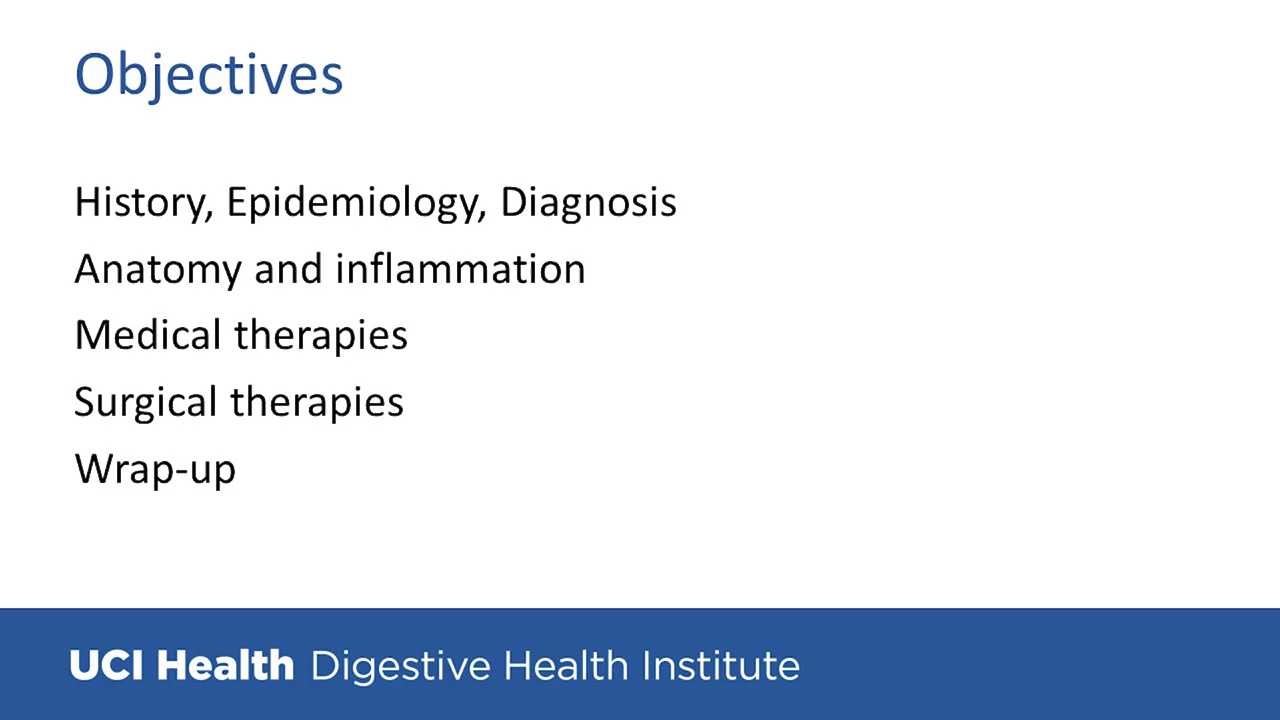 Objectives
History, Epidemiology, Diagnosis
Anatomy and inflammation
Medical therapies
Surgical therapies
Wrap-up
UCI Health Digestive Health Institute